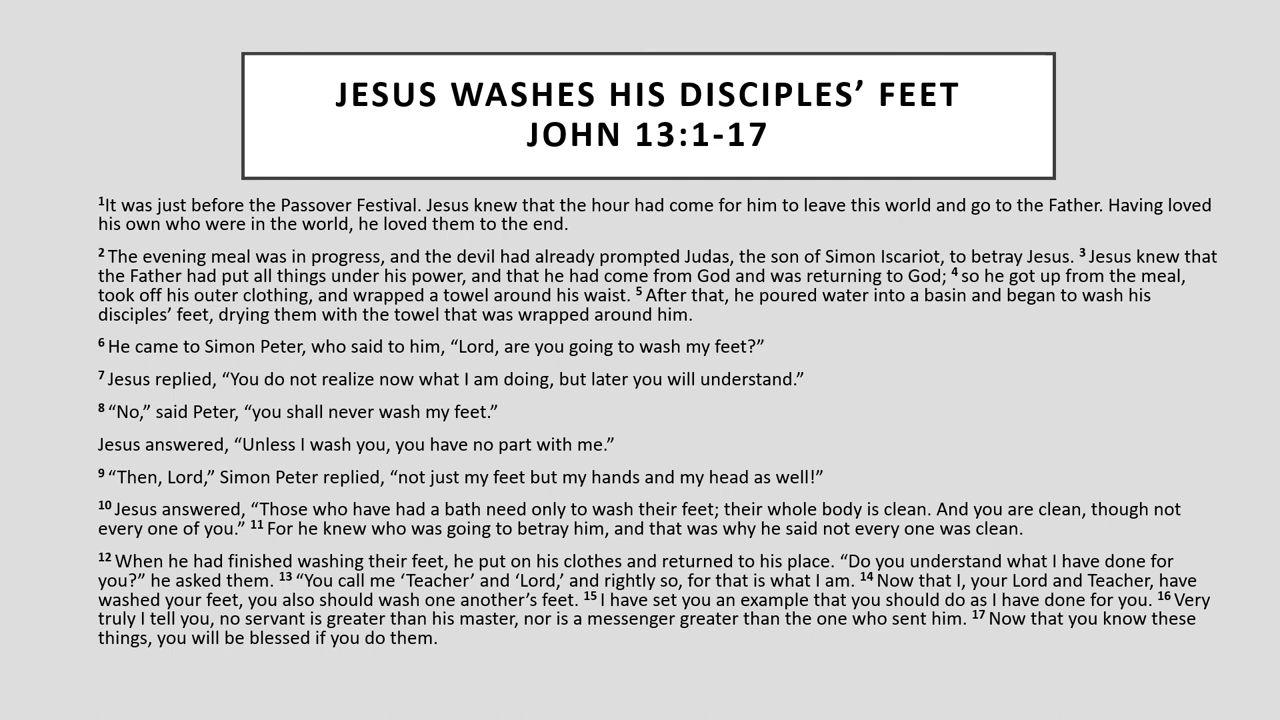 JESUS WASHES HIS DISCIPLES’ FEET
JOHN 13:1-17
¹It was just before the Passover Festival. Jesus knew that the hour had come for him to leave this world and go to the Father. Having loved
his own who were in the world, he loved them to the end.
² The evening meal was in progress, and the devil had already prompted Judas, the son of Simon Iscariot, to betray Jesus. ³ Jesus knew that
the Father had put all things under his power, and that he had come from God and was returning to God; ⁴ so he got up from the meal,
took off his outer clothing, and wrapped a towel around his waist. ⁵ After that, he poured water into a basin and began to wash his
disciples’ feet, drying them with the towel that was wrapped around him.
⁶ He came to Simon Peter, who said to him, “Lord, are you going to wash my feet?”
⁷ Jesus replied, “You do not realize now what I am doing, but later you will understand.”
⁸ “No,” said Peter, “you shall never wash my feet.”
Jesus answered, “Unless I wash you, you have no part with me.”
⁹ “Then, Lord,” Simon Peter replied, “not just my feet but my hands and my head as well!”
¹⁰ Jesus answered, “Those who have had a bath need only to wash their feet; their whole body is clean. And you are clean, though not
every one of you.” ¹¹ For he knew who was going to betray him, and that was why he said not every one was clean.
¹² When he had finished washing their feet, he put on his clothes and returned to his place. “Do you understand what I have done for
you?” he asked them. ¹³ “You call me ‘Teacher’ and ‘Lord,’ and rightly so, for that is what I am. ¹⁴ Now that I, your Lord and Teacher, have
washed your feet, you also should wash one another’s feet. ¹⁵ I have set you an example that you should do as I have done for you. ¹⁶ Very
truly I tell you, no servant is greater than his master, nor is a messenger greater than the one who sent him. ¹⁷ Now that you know these
things, you will be blessed if you do them.